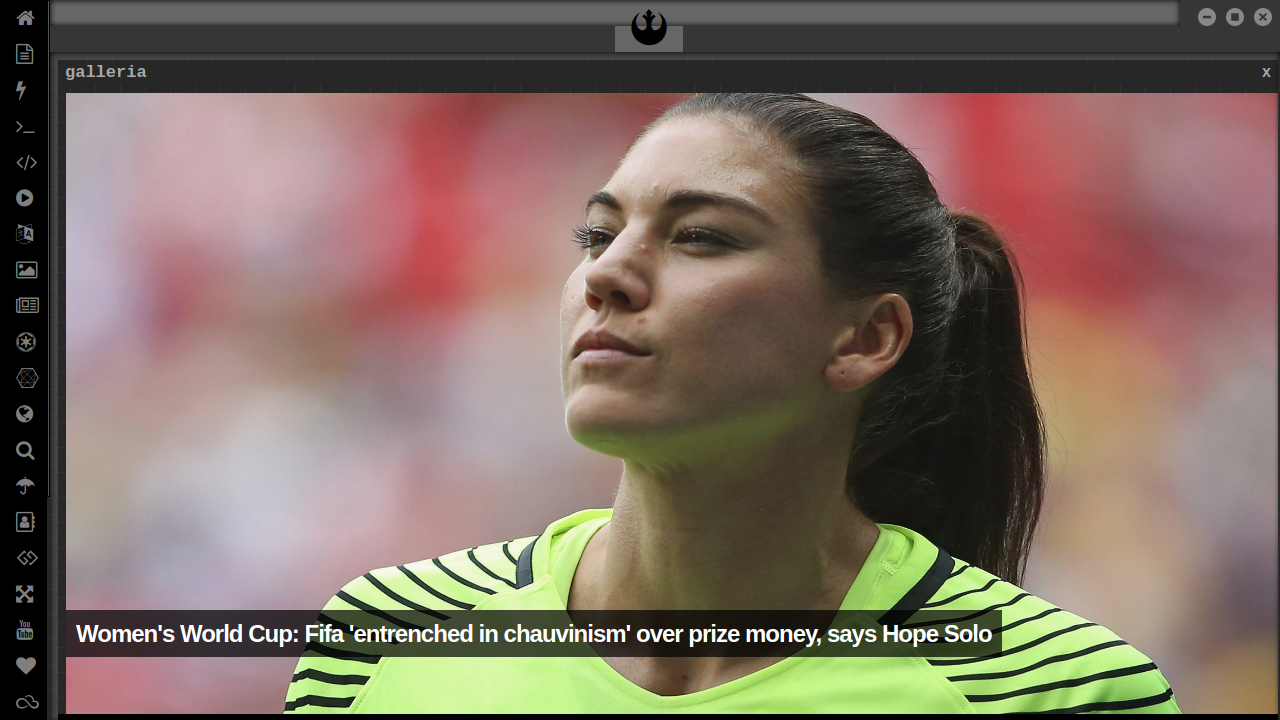 galleria
x
Women's World Cup: Fifa 'entrenched in chauvinism' over prize money, says Hope Solo
You
Tube